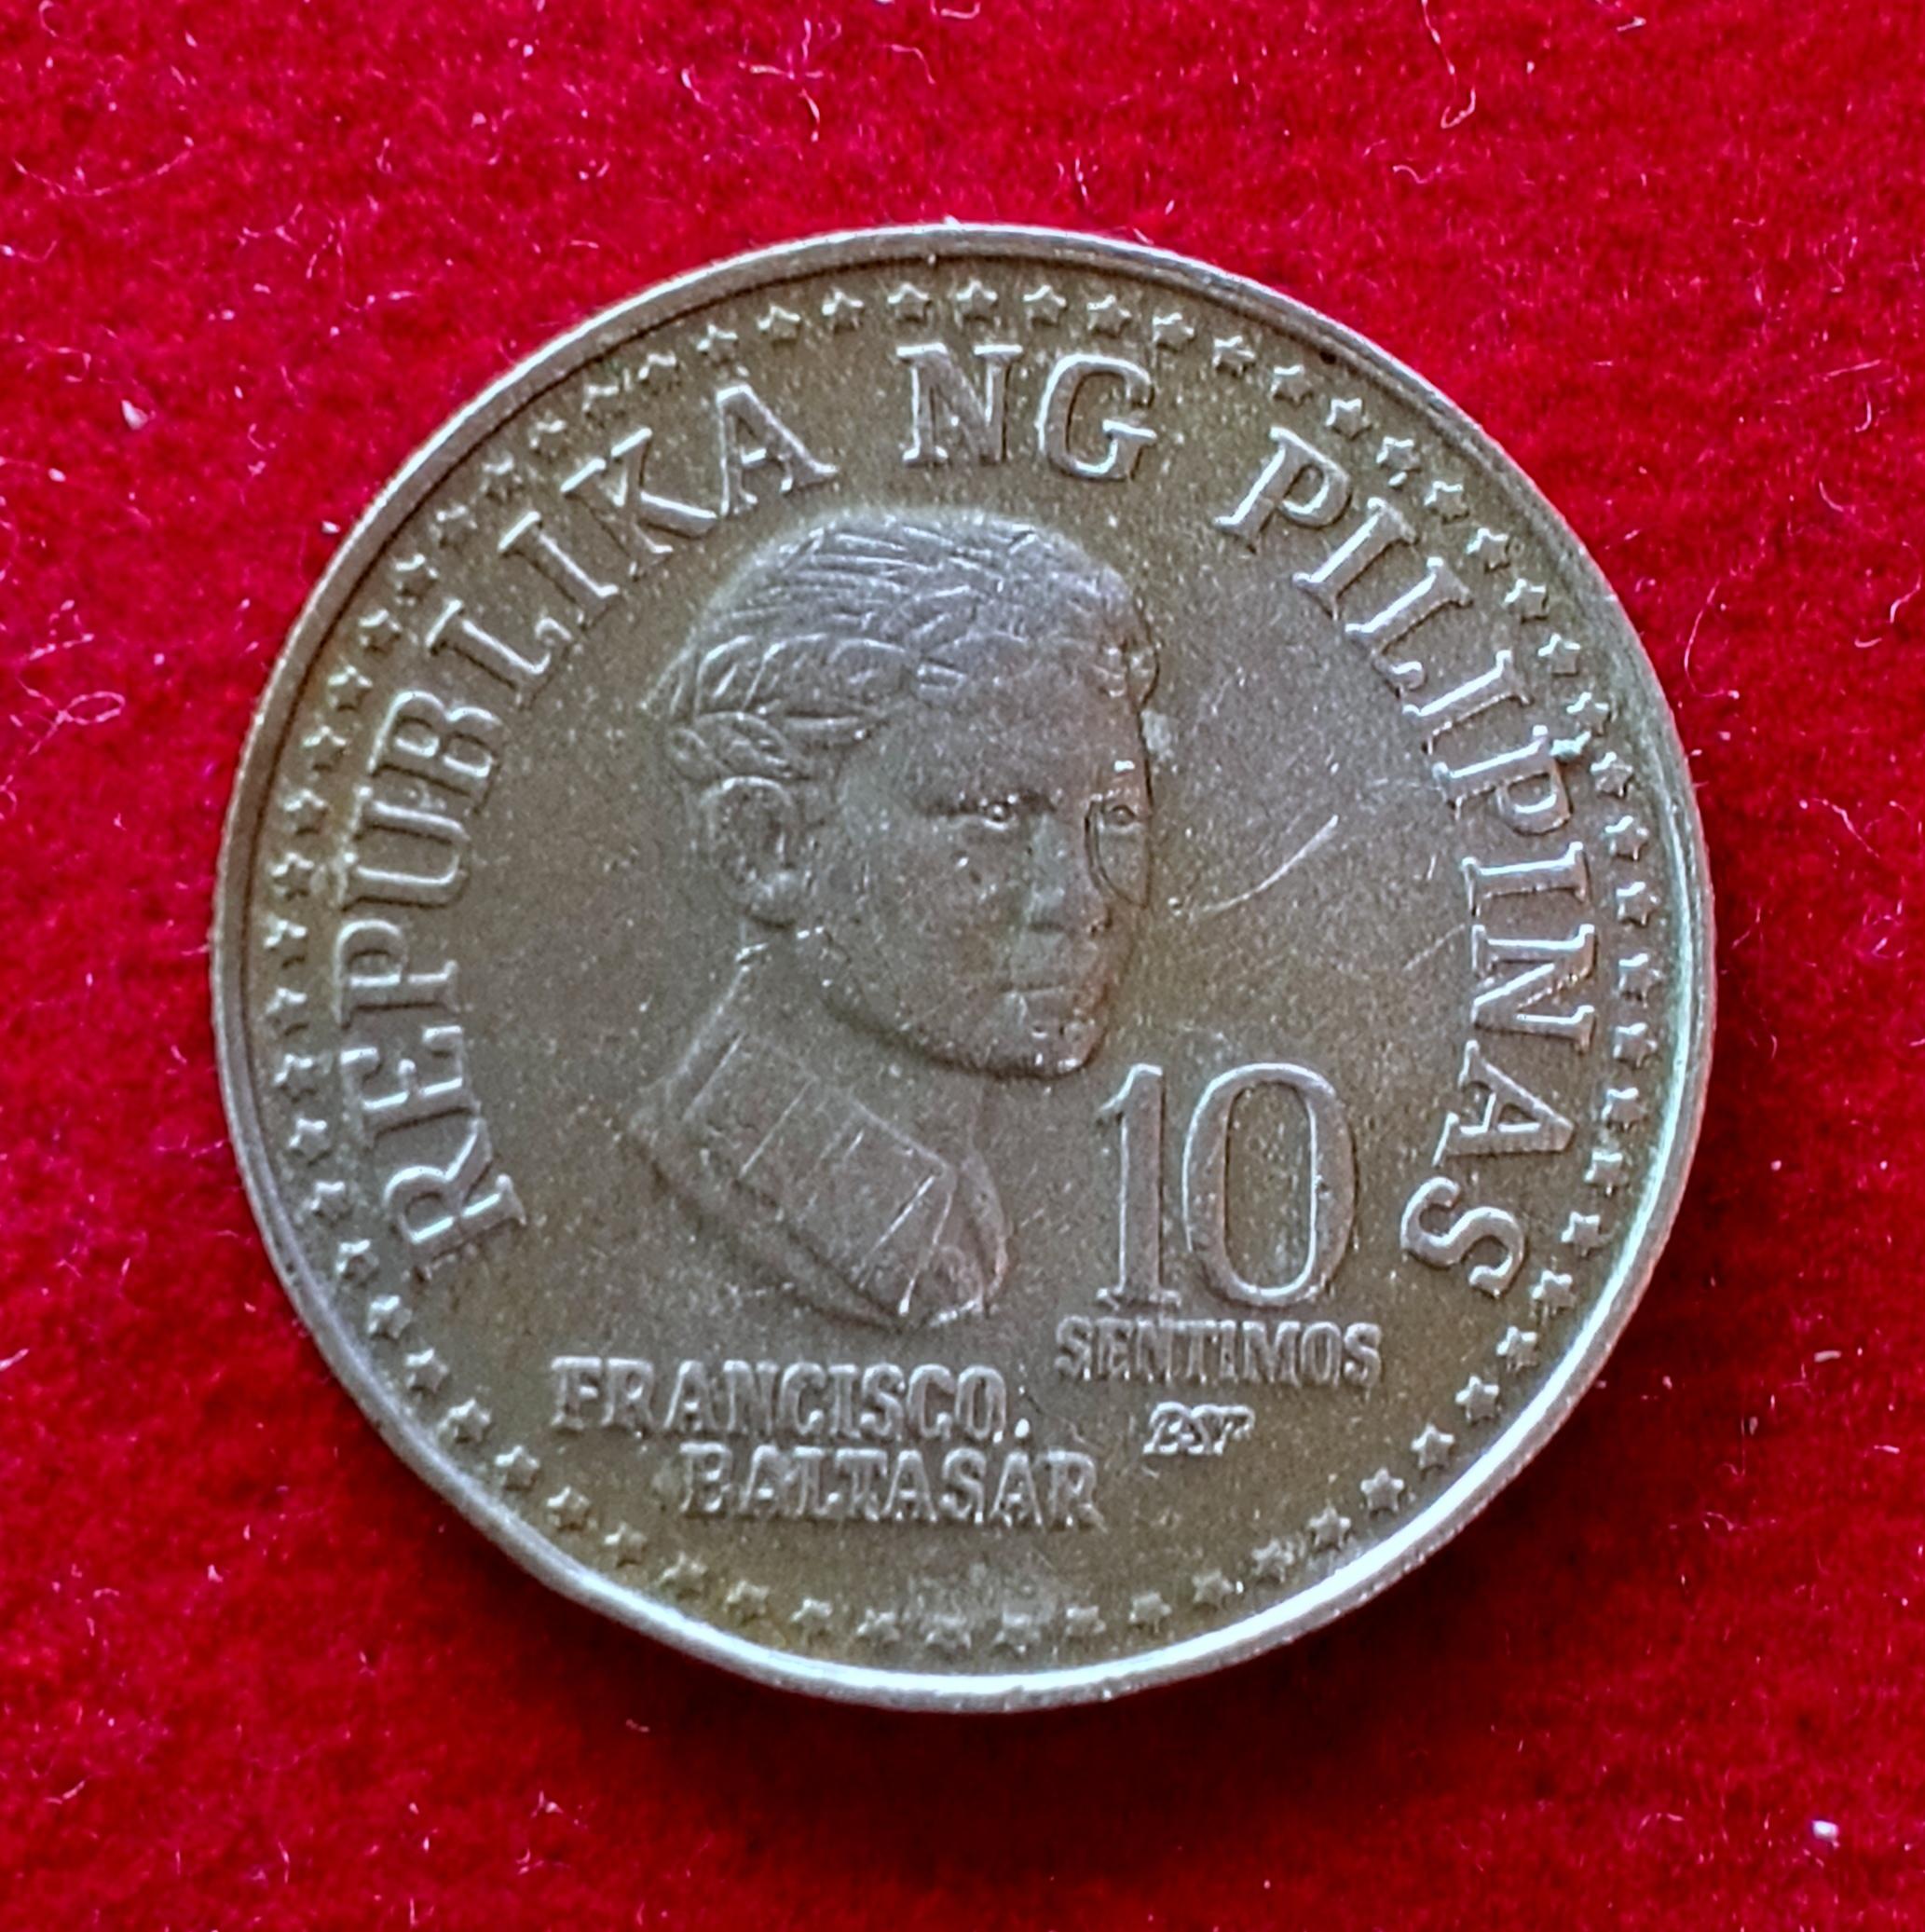 REPUBLIKA NG PILIPINAS
10
SENTIMOS
FRANCISCO.
BALTASAR
BSP